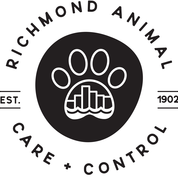 RICHMOND ANIMAL
EST.
1902
CARE + CONTROL